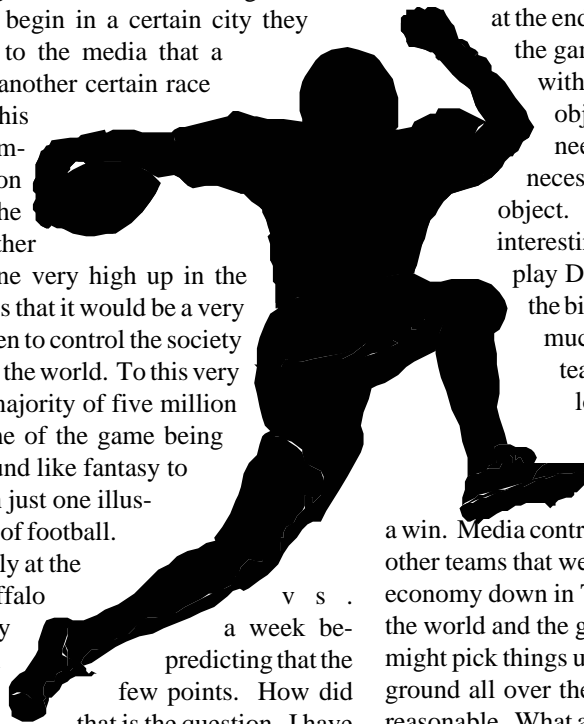 begin in a certain city they
to the media that a
another certain race
his
m-
on
he
ther
ne very high up in the
s that it would be a very
en to control the society
the world. To this very
majority of five million
ne of the game being
und like fantasy to
n just one illus-
of football.
ly at the
ffalo v s .
y a week be-
predicting that the
few points. How did
that is the question. I have
at the end
the gam
with
obj
nee
necess
object.
interestin
play D
the bi
muc
tea
lo
a win. Media contr
other teams that we
economy down in T
the world and the g
might pick things u
ground all over the
reasonable. What a